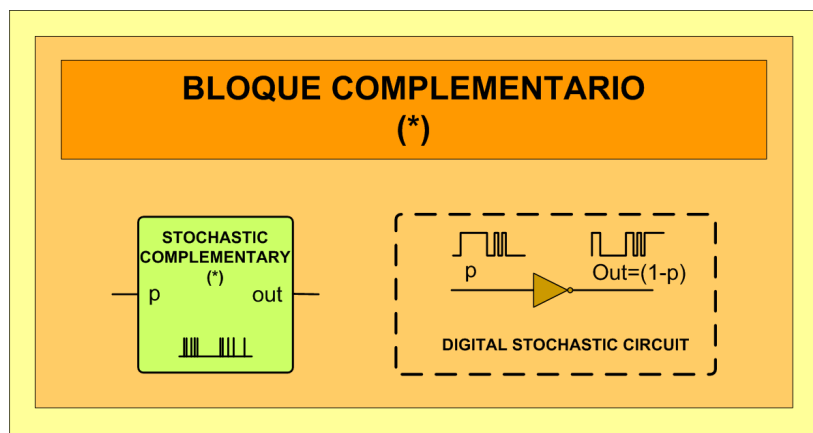 BLOQUE COMPLEMENTARIO
(*)
STOCHASTIC
COMPLEMENTARY
(*)
p
out
p
Out=(1-p)
DIGITAL STOCHASTIC CIRCUIT